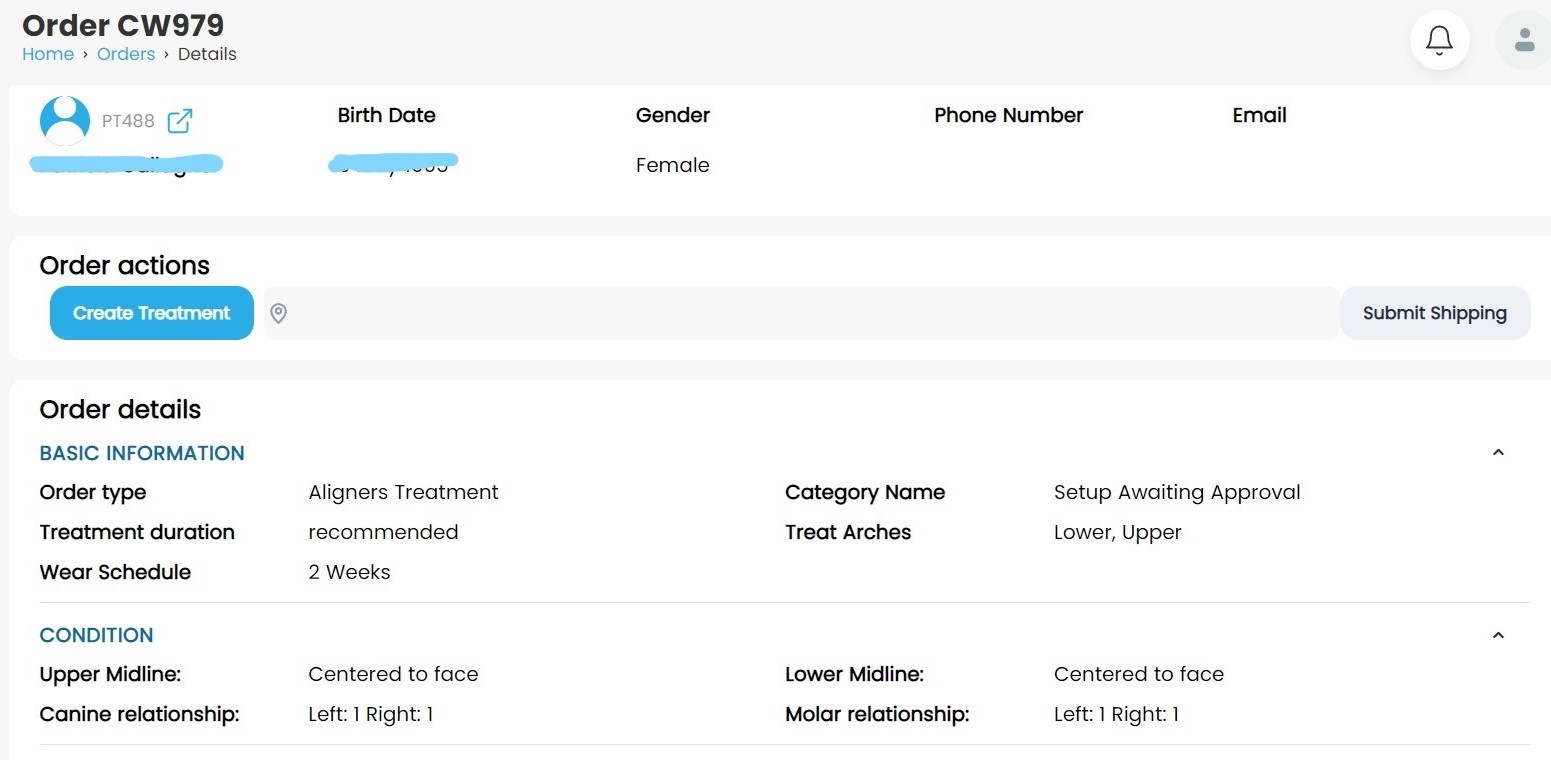 Order CW979
Home › Orders › Details
PT488
Birth Date
Gender
Phone Number
Email
Female
Order actions
Create Treatment
Submit Shipping
Order details
BASIC INFORMATION
Order type Aligners Treatment Category Name Setup Awaiting Approval
Treatment duration recommended Treat Arches Lower, Upper
Wear Schedule 2 Weeks
CONDITION
Upper Midline: Centered to face Lower Midline: Centered to face
Canine relationship: Left: 1 Right: 1 Molar relationship: Left: 1 Right: 1